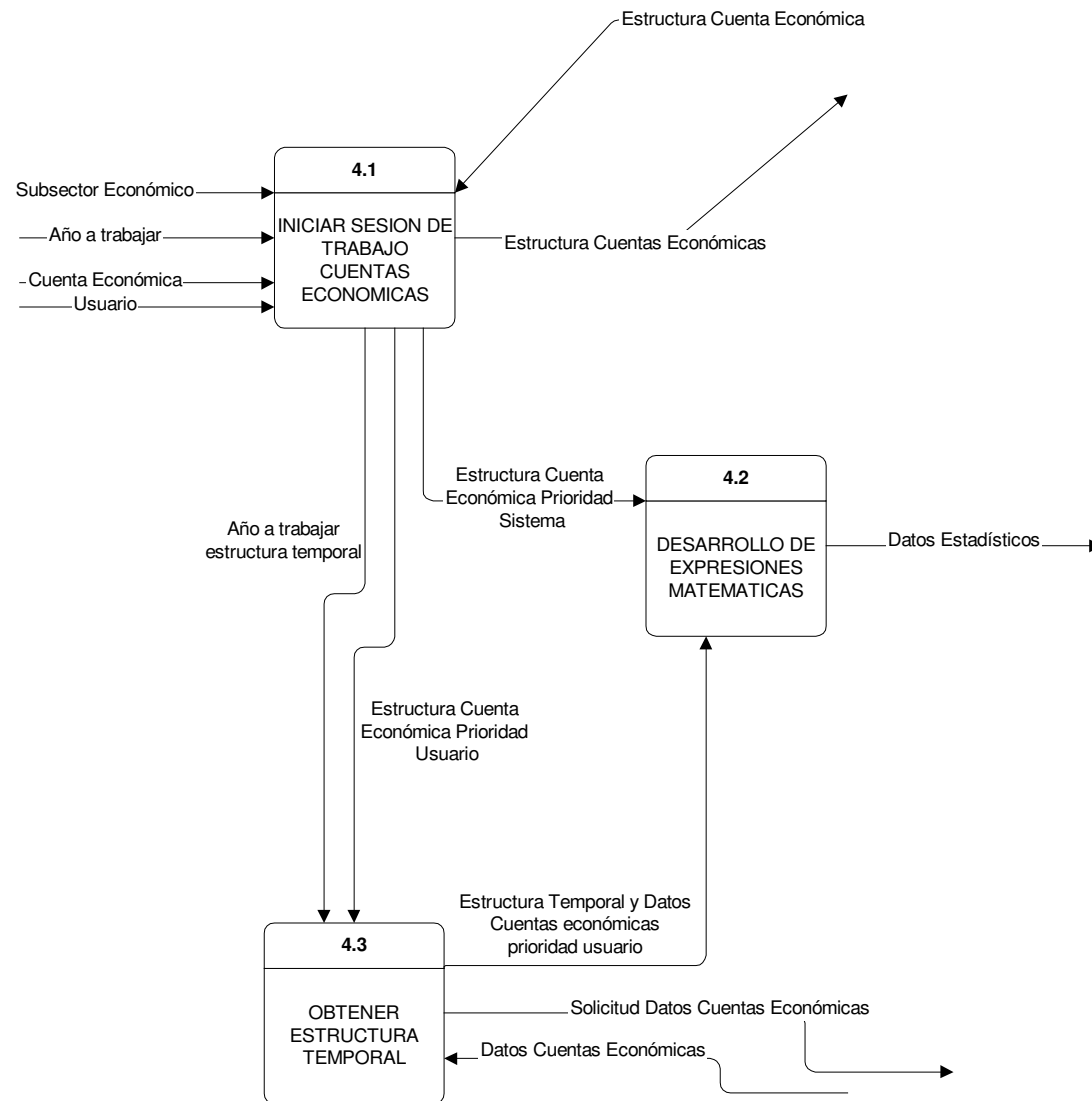 Estructura Cuenta Económica
4.1
Subsector Económico
INICIAR SESION DE
TRABAJO
CUENTAS
ECONOMICAS
Año a trabajar
Estructura Cuentas Económicas
Cuenta Económica
Usuario
Estructura Cuenta
Económica Prioridad
Sistema
4.2
Año a trabajar
estructura temporal
DESARROLLO DE
EXPRESIONES
MATEMATICAS
Datos Estadísticos
Estructura Cuenta
Económica Prioridad
Usuario
Estructura Temporal y Datos
Cuentas económicas
prioridad usuario
4.3
OBTENER
ESTRUCTURA
TEMPORAL
Solicitud Datos Cuentas Económicas
Datos Cuentas Económicas